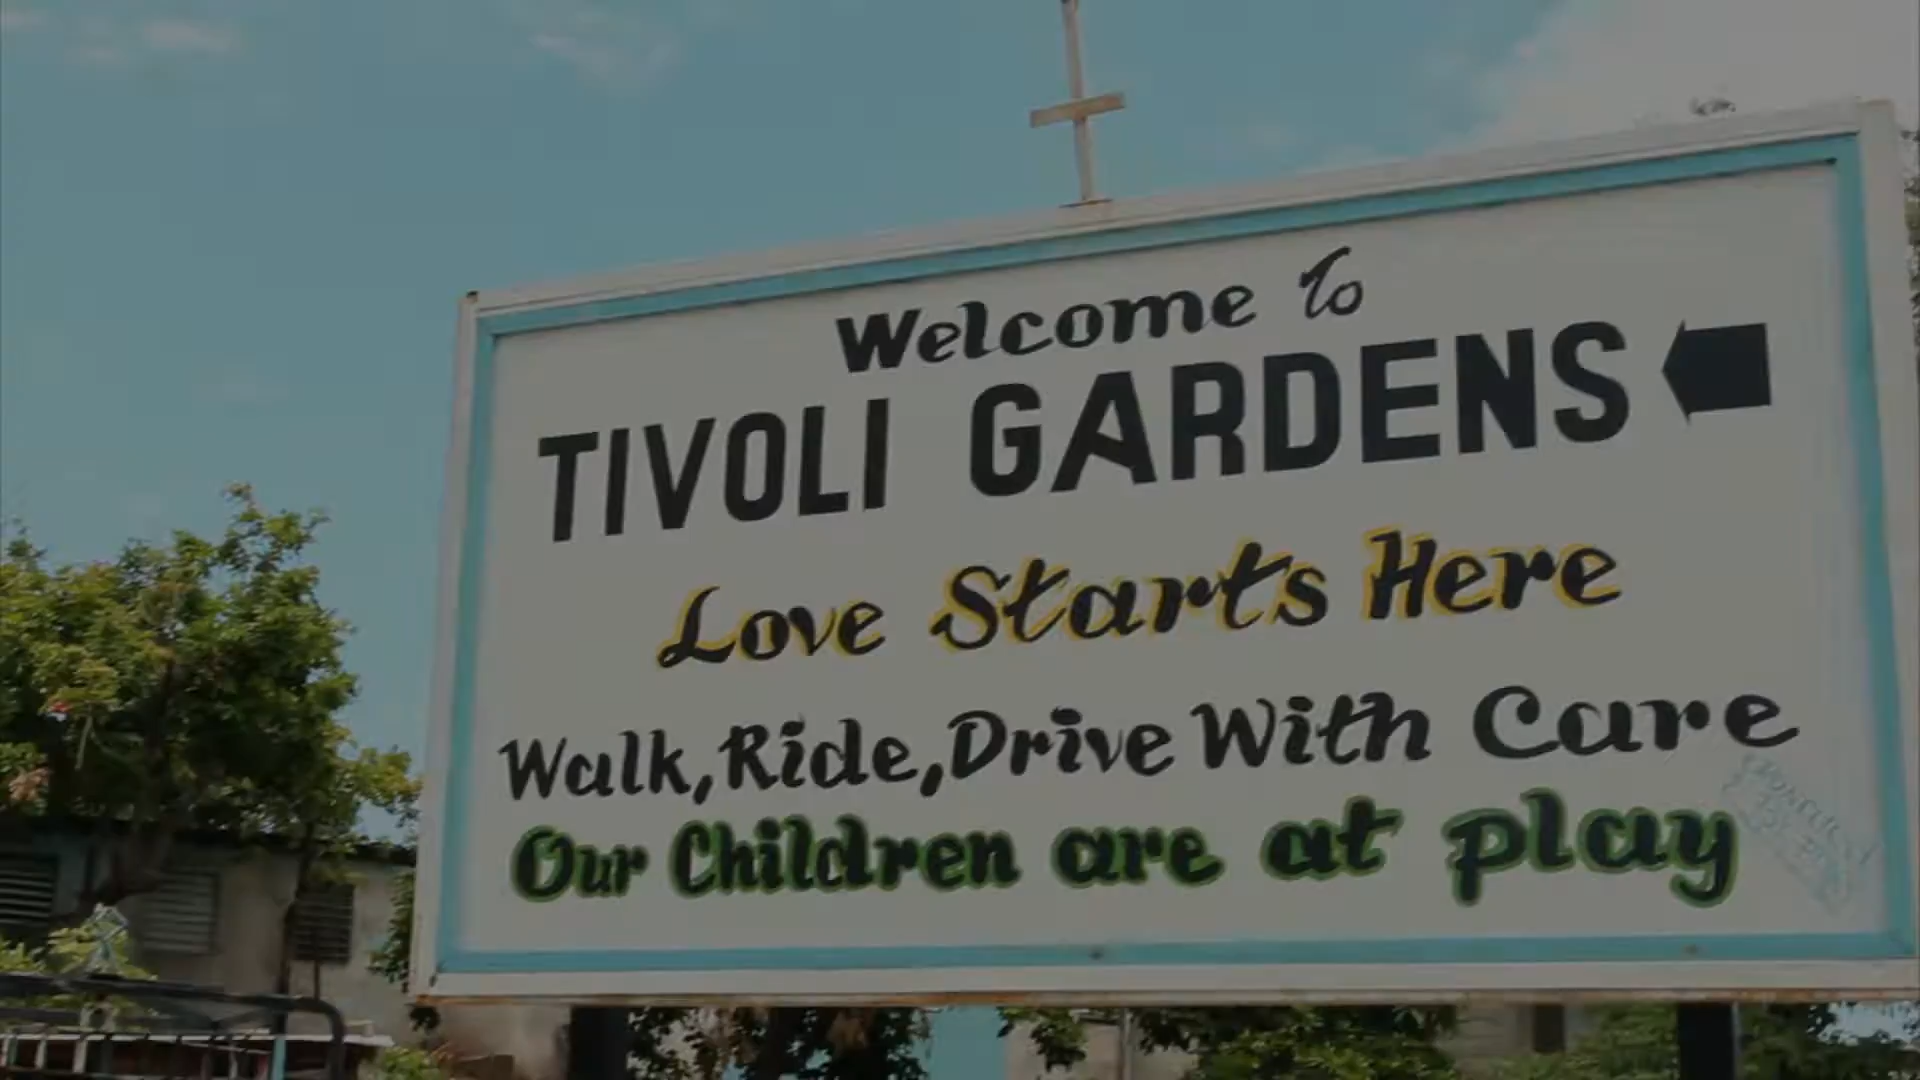 Welcome to
TIVOLI GARDENS
Love Starts Here
Walk, Ride, Drive With Care
Our Children are at play